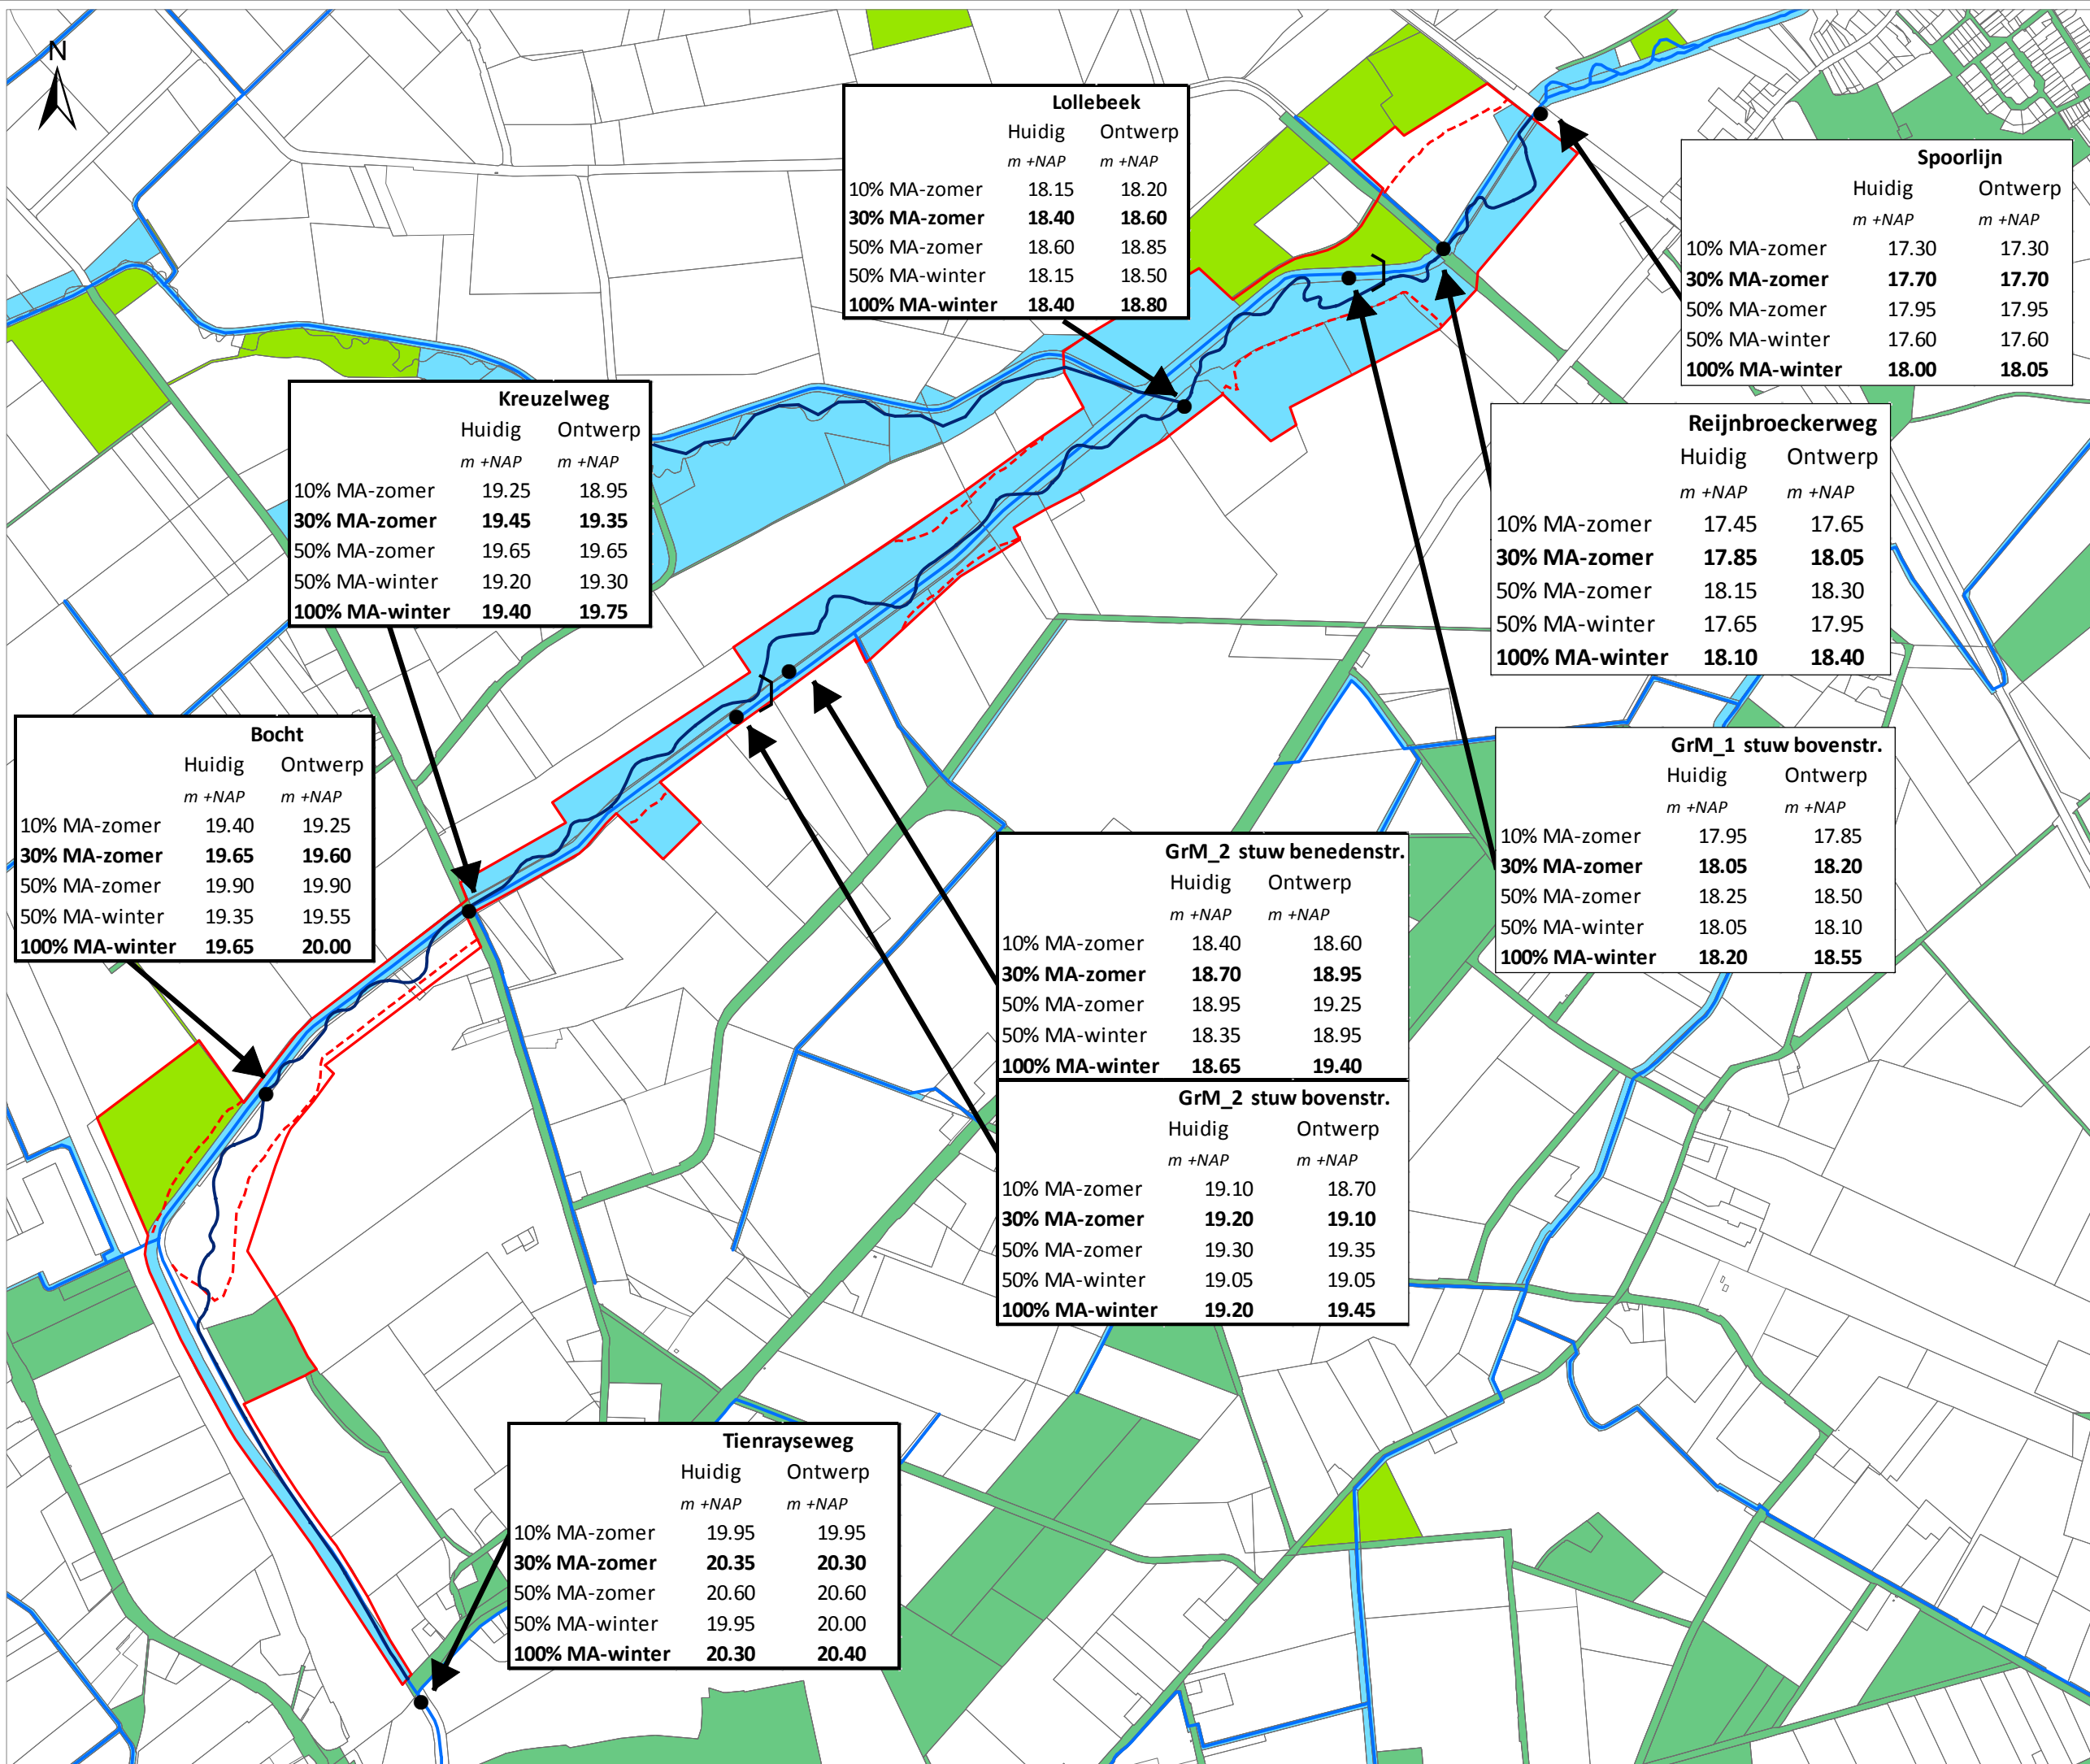 N
Lollebeek
Huidig Ontwerp
m +NAP m +NAP
10% MA-zomer 18.15 18.20
30% MA-zomer 18.40 18.60
50% MA-zomer 18.60 18.85
50% MA-winter 18.15 18.50
100% MA-winter 18.40 18.80
Spoorlijn
Huidig Ontwerp
m +NAP m +NAP
10% MA-zomer 17.30 17.30
30% MA-zomer 17.70 17.70
50% MA-zomer 17.95 17.95
50% MA-winter 17.60 17.60
100% MA-winter 18.00 18.05
Kreuzelweg
Huidig Ontwerp
m +NAP m +NAP
10% MA-zomer 19.25 18.95
30% MA-zomer 19.45 19.35
50% MA-zomer 19.65 19.65
50% MA-winter 19.20 19.30
100% MA-winter 19.40 19.75
Reijnbroeckerweg
Huidig Ontwerp
m +NAP m +NAP
10% MA-zomer 17.45 17.65
30% MA-zomer 17.85 18.05
50% MA-zomer 18.15 18.30
50% MA-winter 17.65 17.95
100% MA-winter 18.10 18.40
Bocht
Huidig Ontwerp
m +NAP m +NAP
10% MA-zomer 19.40 19.25
30% MA-zomer 19.65 19.60
50% MA-zomer 19.90 19.90
50% MA-winter 19.35 19.55
100% MA-winter 19.65 20.00
GrM_1 stuw bovenstr.
Huidig Ontwerp
m +NAP m +NAP
10% MA-zomer 17.95 17.85
30% MA-zomer 18.05 18.20
50% MA-zomer 18.25 18.50
50% MA-winter 18.05 18.10
100% MA-winter 18.20 18.55
GrM_2 stuw benedenstr.
Huidig Ontwerp
m +NAP m +NAP
10% MA-zomer 18.40 18.60
30% MA-zomer 18.70 18.95
50% MA-zomer 18.95 19.25
50% MA-winter 18.35 18.95
100% MA-winter 18.65 19.40
GrM_2 stuw bovenstr.
Huidig Ontwerp
m +NAP m +NAP
10% MA-zomer 19.10 18.70
30% MA-zomer 19.20 19.10
50% MA-zomer 19.30 19.35
50% MA-winter 19.05 19.05
100% MA-winter 19.20 19.45
Tienrayseweg
Huidig Ontwerp
m +NAP m +NAP
10% MA-zomer 19.95 19.95
30% MA-zomer 20.35 20.30
50% MA-zomer 20.60 20.60
50% MA-winter 19.95 20.00
100% MA-winter 20.30 20.40